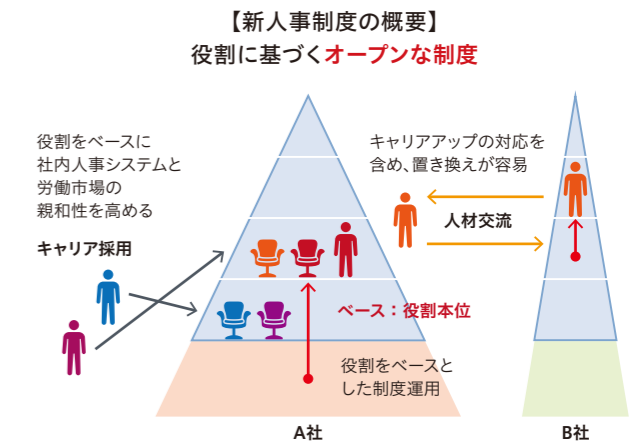 【新人事制度の概要】
役割に基づくオープンな制度
役割をベースに
社内人事システムと
労働市場の
親和性を高める
キャリア採用
キャリアアップの対応を
含め、置き換えが容易
人材交流
ベース：役割本位
役割をベースと
した制度運用
A社
B社